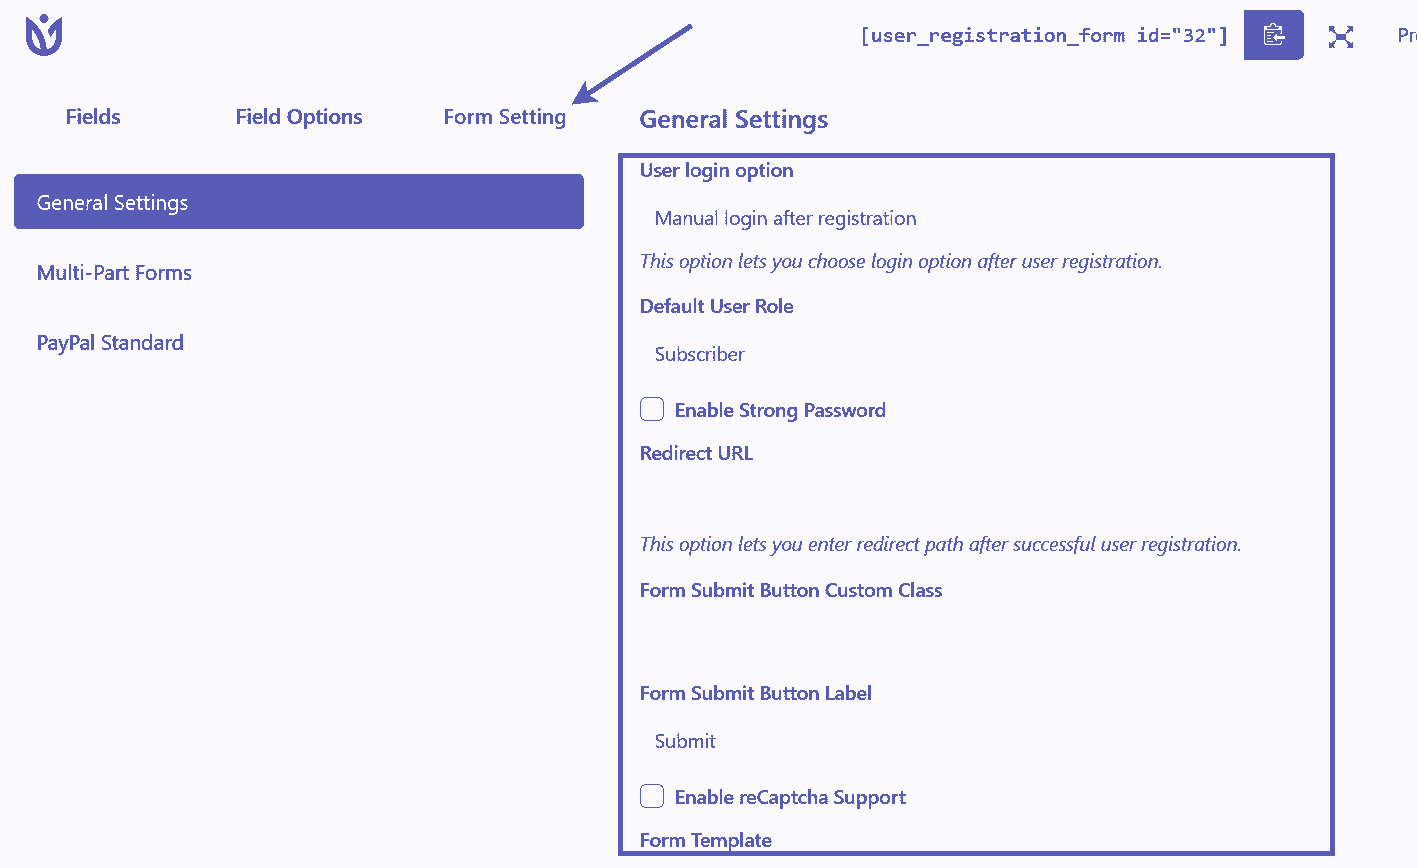 [user_registration_form id="32"]
Fields
Field Options
Form Setting
General Settings
Multi-Part Forms
PayPal Standard
General Settings
User login option
Manual login after registration
This option lets you choose login option after user registration.
Default User Role
Subscriber
Enable Strong Password
Redirect URL
This option lets you enter redirect path after successful user registration.
Form Submit Button Custom Class
Form Submit Button Label
Submit
Enable reCaptcha Support
Form Template